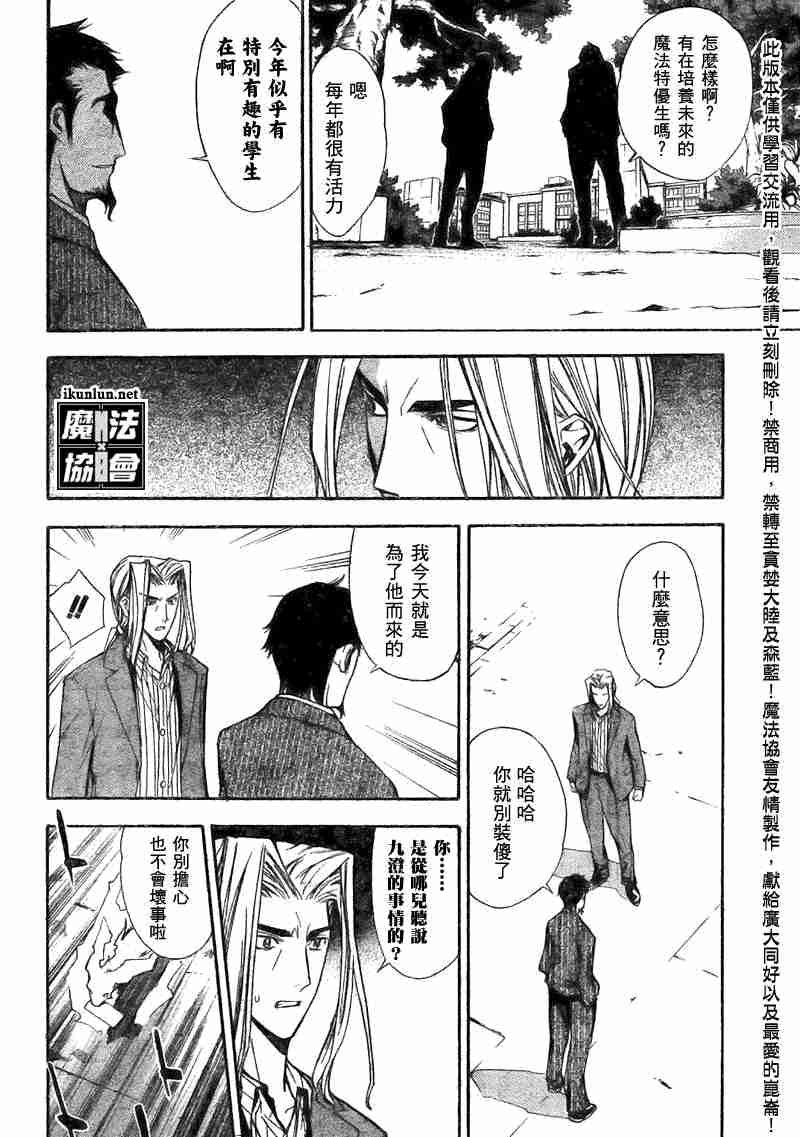 怎麼樣啊？
有在培養未來的
魔法特優生嗎？
嗯
每年都很有活力
今年似乎有
特別有趣的學生
在啊
ikunlun.net
魔法
M×B
協會
什麼意思？
哈哈哈
你就別裝傻了
我今天就是
為了他而來的
!!
你……
是從哪兒聽說
九澄的事情的？
你別擔心
也不會壞事啦
此版本僅供學習交流用，觀看後請立刻刪除！禁商用，禁轉至貪婪大陸及森藍！魔法協會友情製作，獻給廣大同好以及最愛的崑崙！